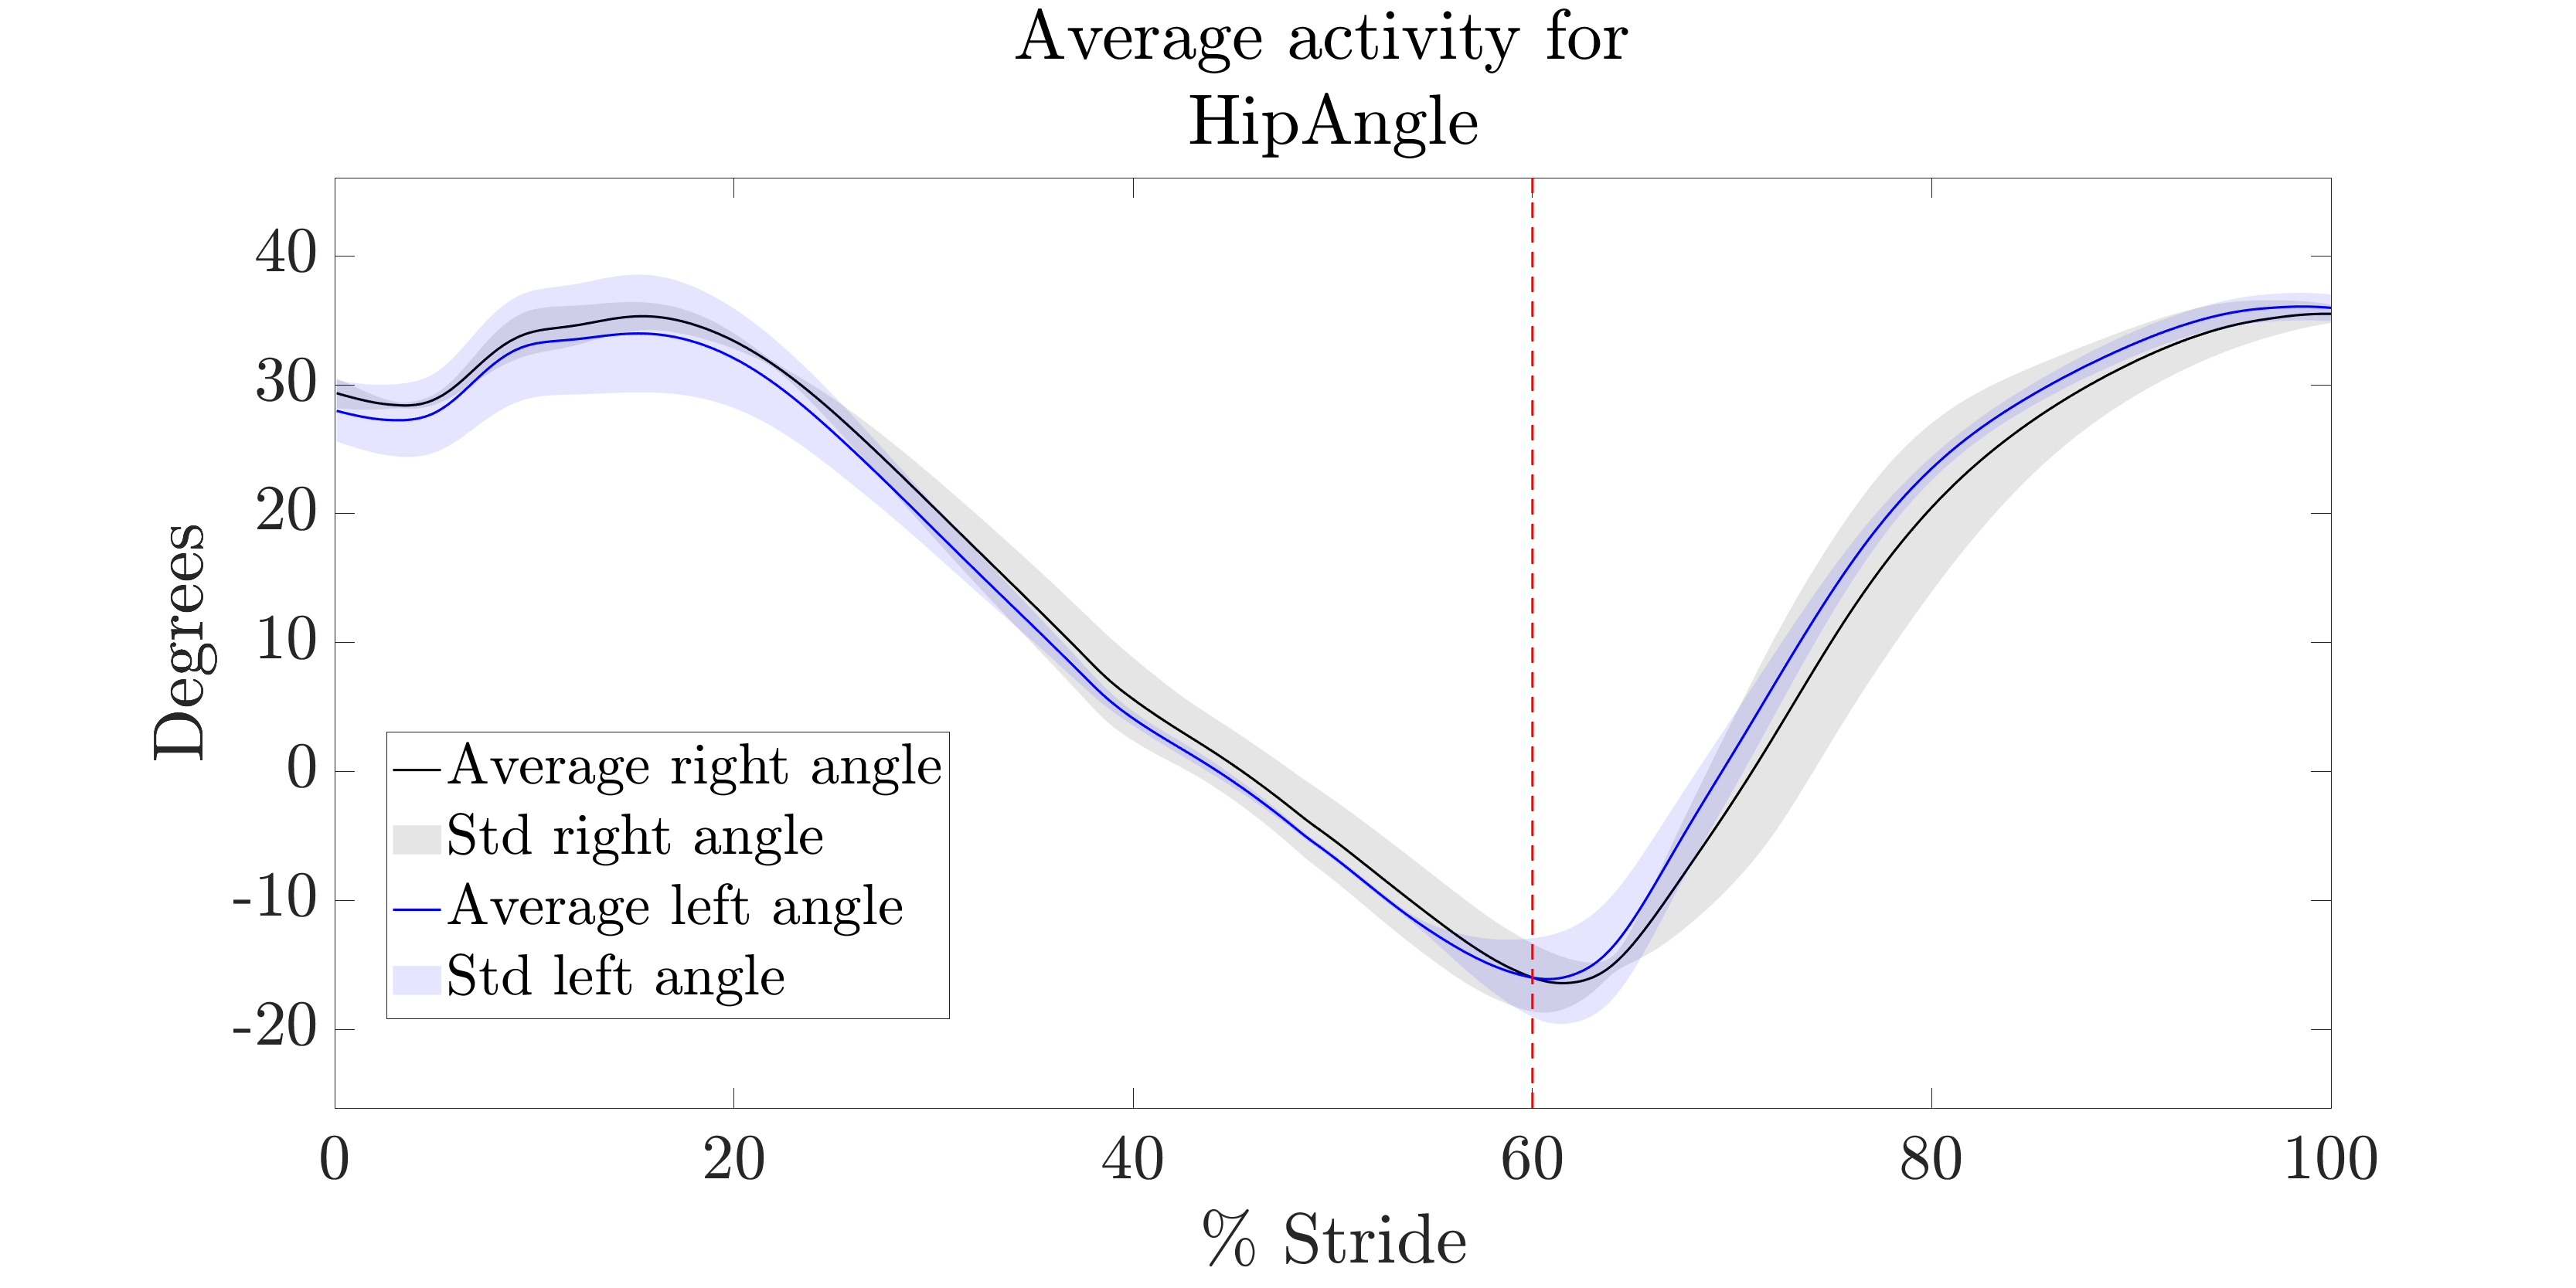 Average activity for
HipAngle
40
30
20
10
0
-10
-20
Degrees
Average right angle
Std right angle
Average left angle
Std left angle
0 20 40 60 80 100
% Stride